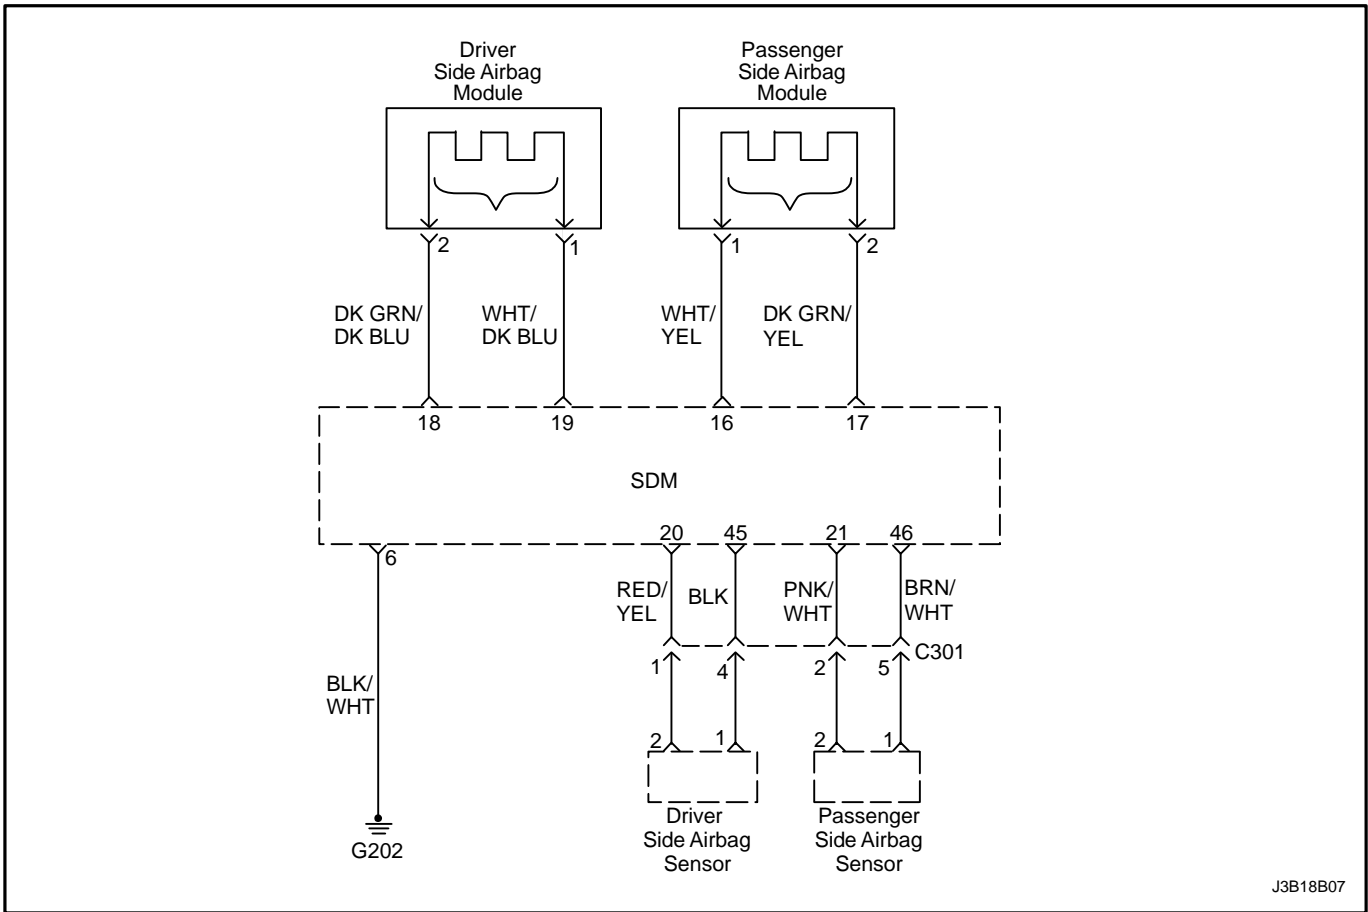 Driver
Side Airbag
Module
Passenger
Side Airbag
Module
2
1
1
2
DK GRN/
DK BLU
WHT/
DK BLU
WHT/
YEL
DK GRN/
YEL
18
19
16
17
SDM
6
20
45
21
46
RED/
YEL
BLK
PNK/
WHT
BRN/
WHT
C301
1
4
2
5
BLK/
WHT
2
1
2
1
G202
Driver
Side Airbag
Sensor
Passenger
Side Airbag
Sensor
J3B18B07